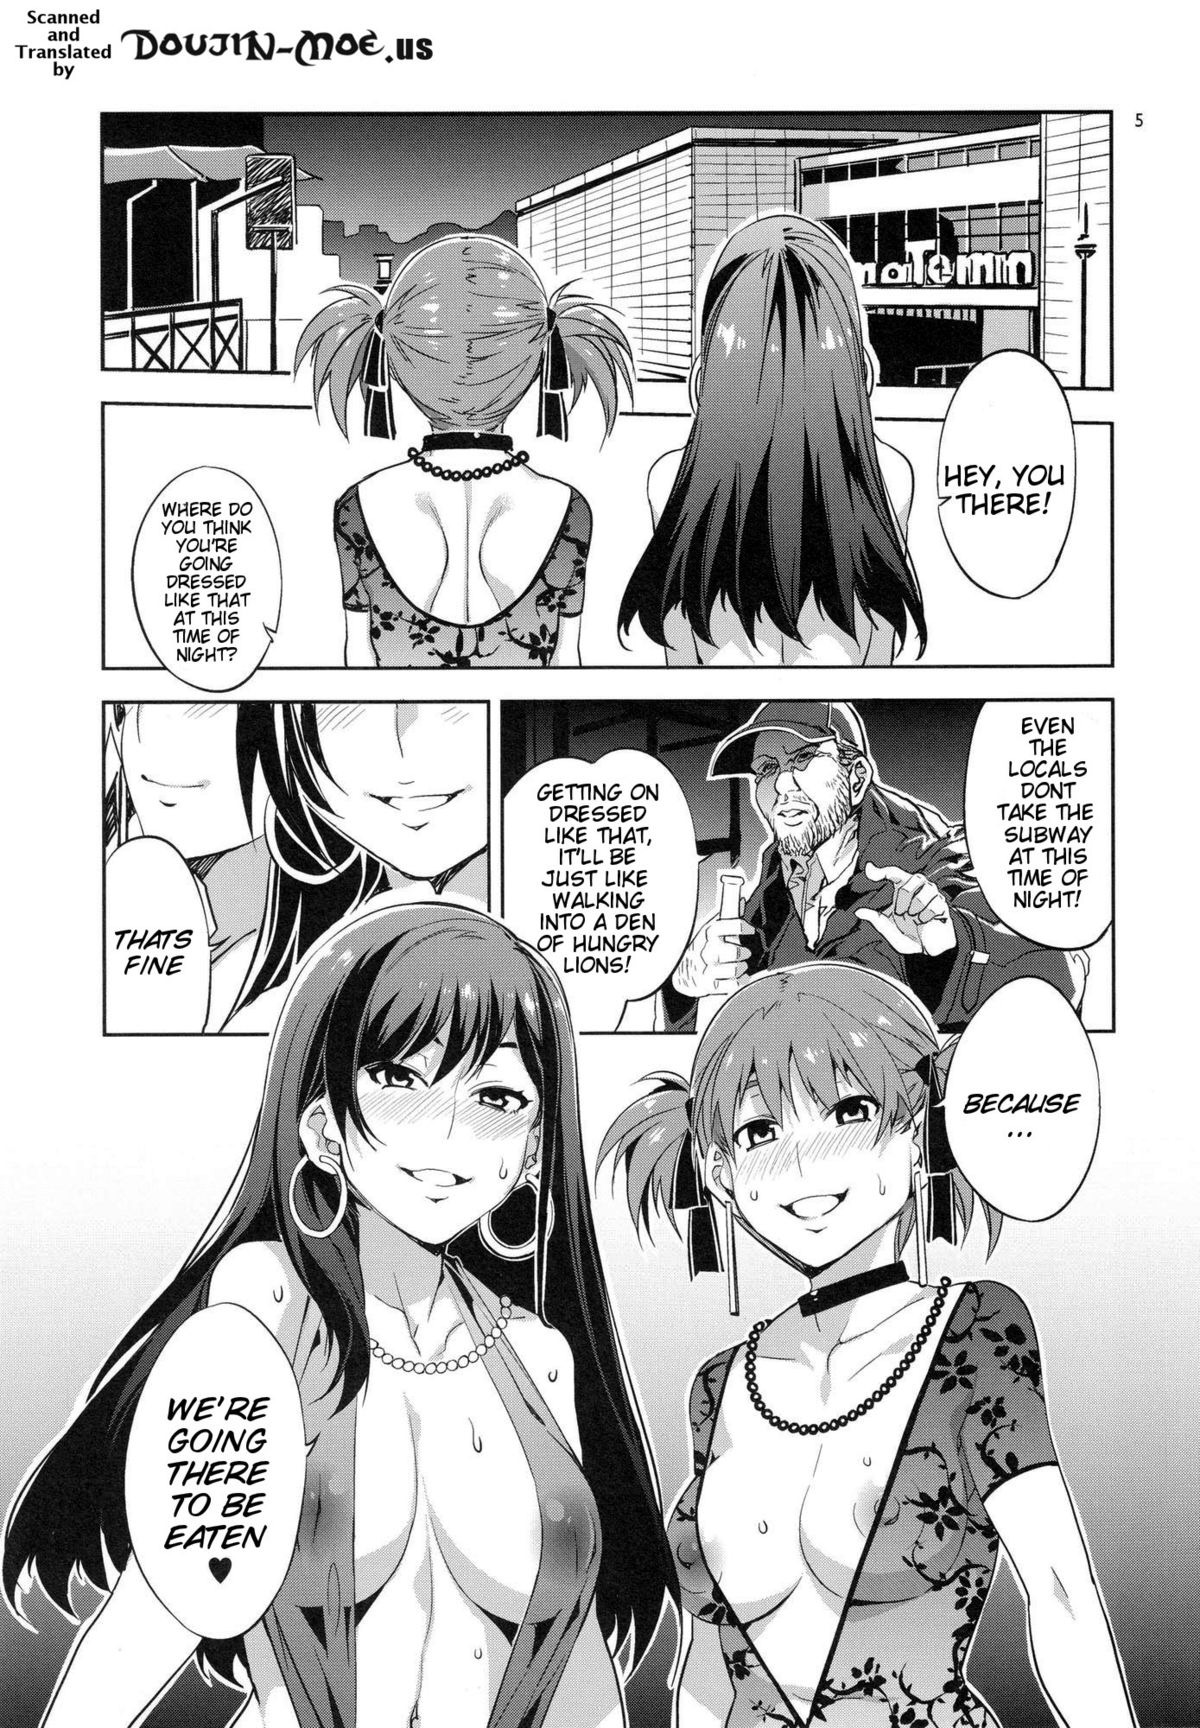 Scanned
and
Translated
by
DOUJIN-MOE.us
5
Temin
HEY, YOU
THERE!
WHERE DO
YOU THINK
YOU'RE
GOING
DRESSED
LIKE THAT
AT THIS
TIME OF
NIGHT?
EVEN
THE
LOCALS
DONT
TAKE THE
SUBWAY
AT THIS
TIME OF
NIGHT!
GETTING ON
DRESSED
LIKE THAT,
IT'LL BE
JUST LIKE
WALKING
INTO A DEN
OF HUNGRY
LIONS!
THATS
FINE
BECAUSE
...
WE'RE
GOING
THERE
TO BE
EATEN
♥